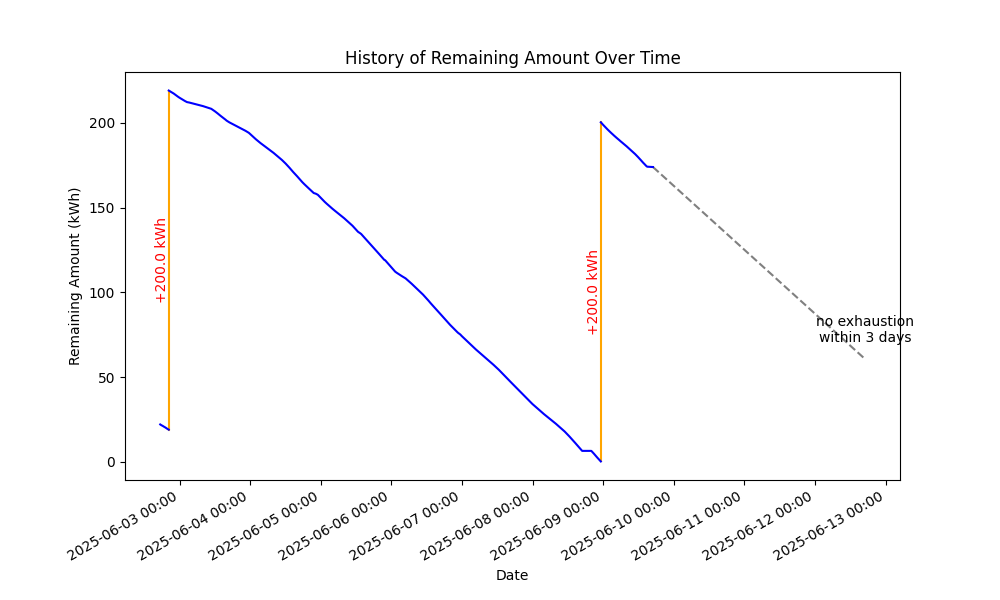 History of Remaining Amount Over Time
Remaining Amount (kWh)
200
150
100
50
0
+200.0 kWh
+200.0 kWh
no exhaustion
within 3 days
2025-06-03 00:00
2025-06-04 00:00
2025-06-05 00:00
2025-06-06 00:00
2025-06-07 00:00
2025-06-08 00:00
2025-06-09 00:00
2025-06-10 00:00
2025-06-11 00:00
2025-06-12 00:00
2025-06-13 00:00
Date